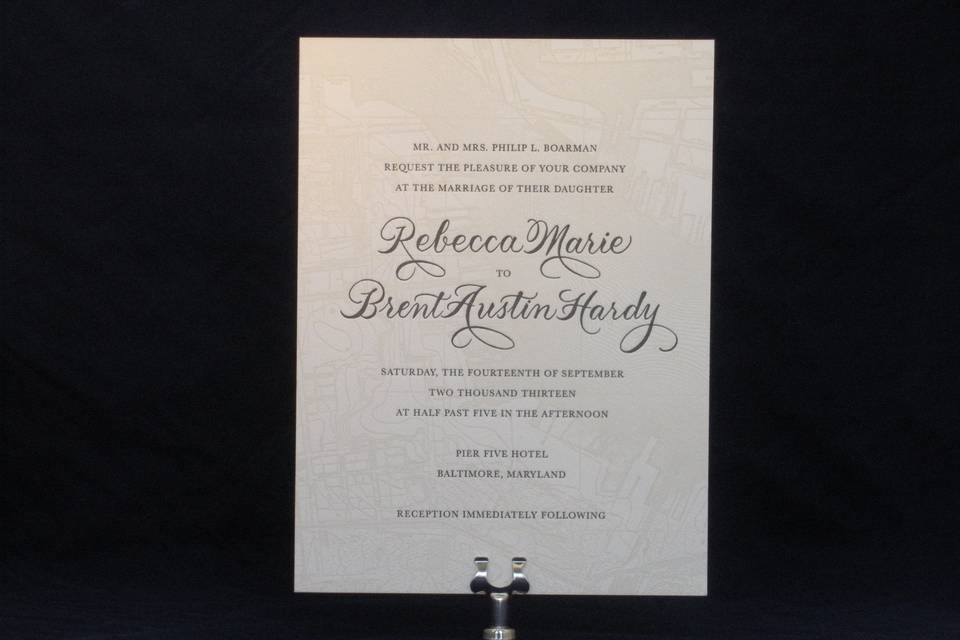 MR. AND MRS. PHILIP L. BOARMAN
REQUEST THE PLEASURE OF YOUR COMPANY
AT THE MARRIAGE OF THEIR DAUGHTER
Rebecca Marie
TO
Brent Austin Hardy
SATURDAY, THE FOURTEENTH OF SEPTEMBER
TWO THOUSAND THIRTEEN
AT HALF PAST FIVE IN THE AFTERNOON
PIER FIVE HOTEL
BALTIMORE, MARYLAND
RECEPTION IMMEDIATELY FOLLOWING